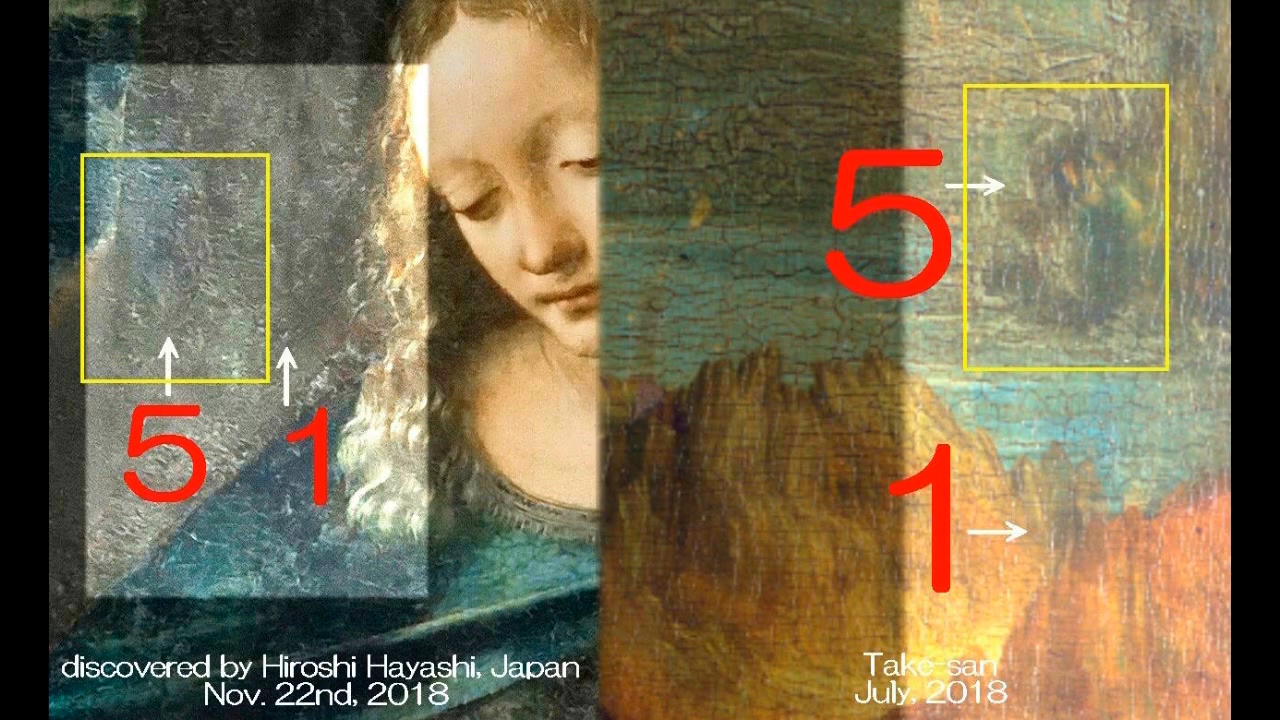 5
1
5 1
discovered by Hiroshi Hayashi, Japan
Nov. 22nd, 2018
Take-san
July, 2018